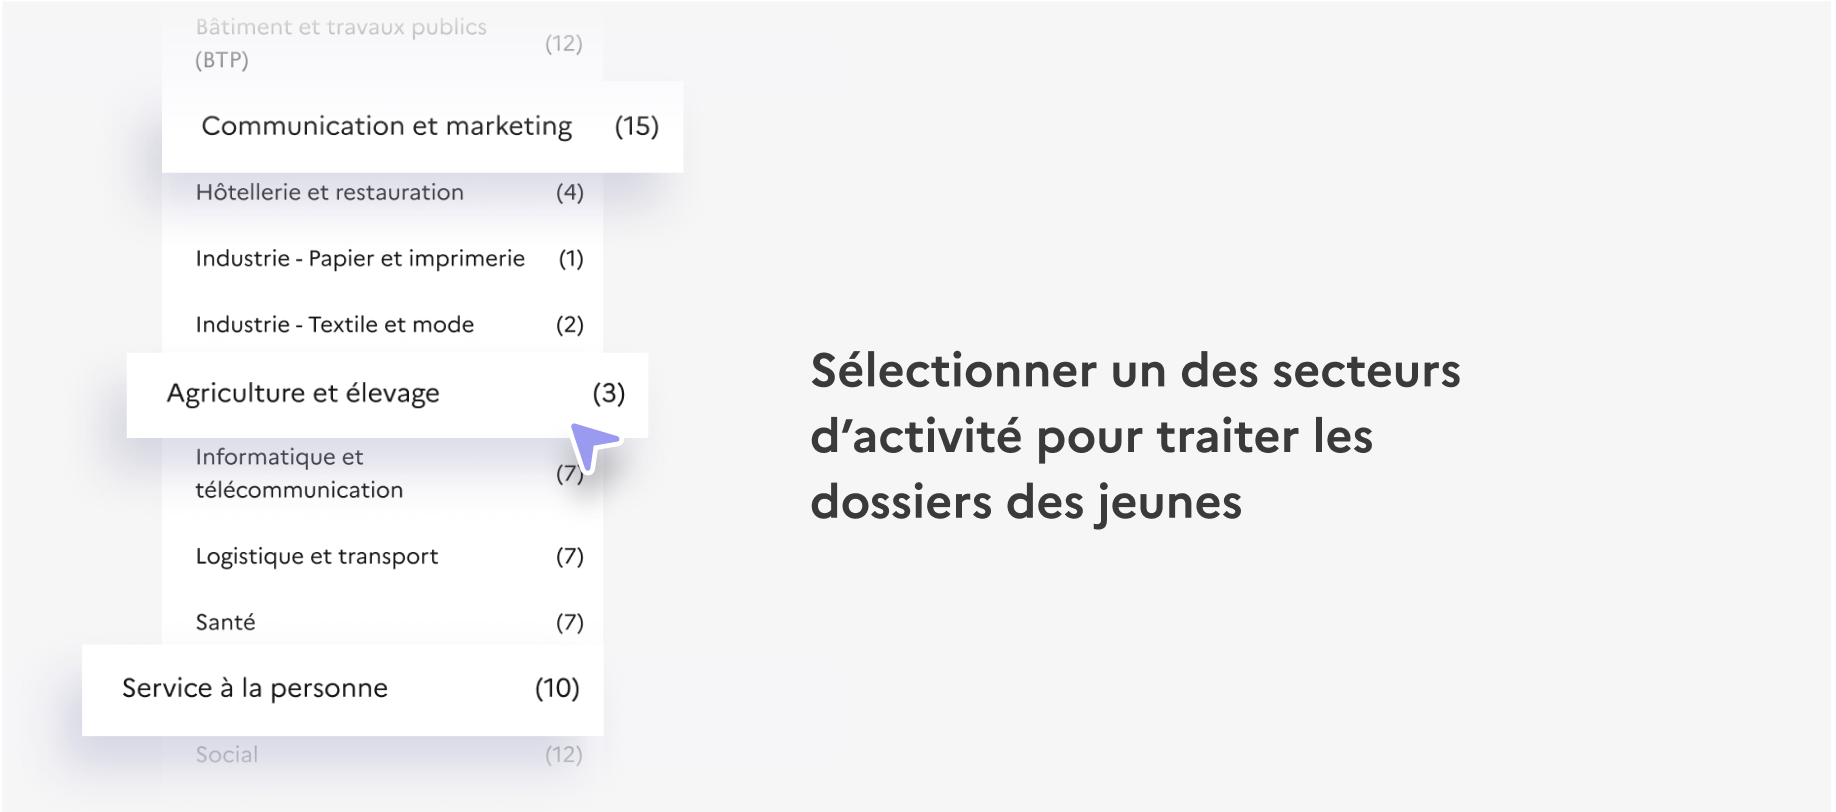 Bâtiment et travaux publics
(BTP) (12)
Communication et marketing (15)
Hôtellerie et restauration (4)
Industrie - Papier et imprimerie (1)
Industrie - Textile et mode (2)
Agriculture et élevage (3)
Informatique et
télécommunication (7)
Logistique et transport (7)
Santé (7)
Service à la personne (10)
Social (12)
Sélectionner un des secteurs
d’activité pour traiter les
dossiers des jeunes